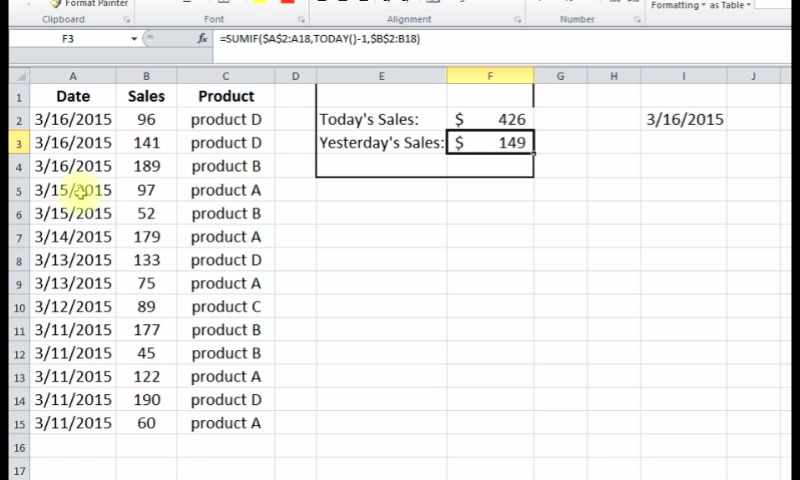 Format Painter
Formatting as Table
Clipboard Font Alignment Number
F3 fx =SUMIF($A$2:A18,TODAY()-1,$B$2:B18)
A B C D E F G H I J
1 Date Sales Product
2 3/16/2015 96 product D Today's Sales: $ 426 3/16/2015
3 3/16/2015 141 product D Yesterday's Sales: $ 149
4 3/16/2015 189 product B
5 3/15/2015 97 product A
6 3/15/2015 52 product B
7 3/14/2015 179 product A
8 3/13/2015 133 product D
9 3/13/2015 75 product A
10 3/12/2015 89 product C
11 3/11/2015 177 product B
12 3/11/2015 45 product B
13 3/11/2015 122 product A
14 3/11/2015 190 product D
15 3/11/2015 60 product A
16
17